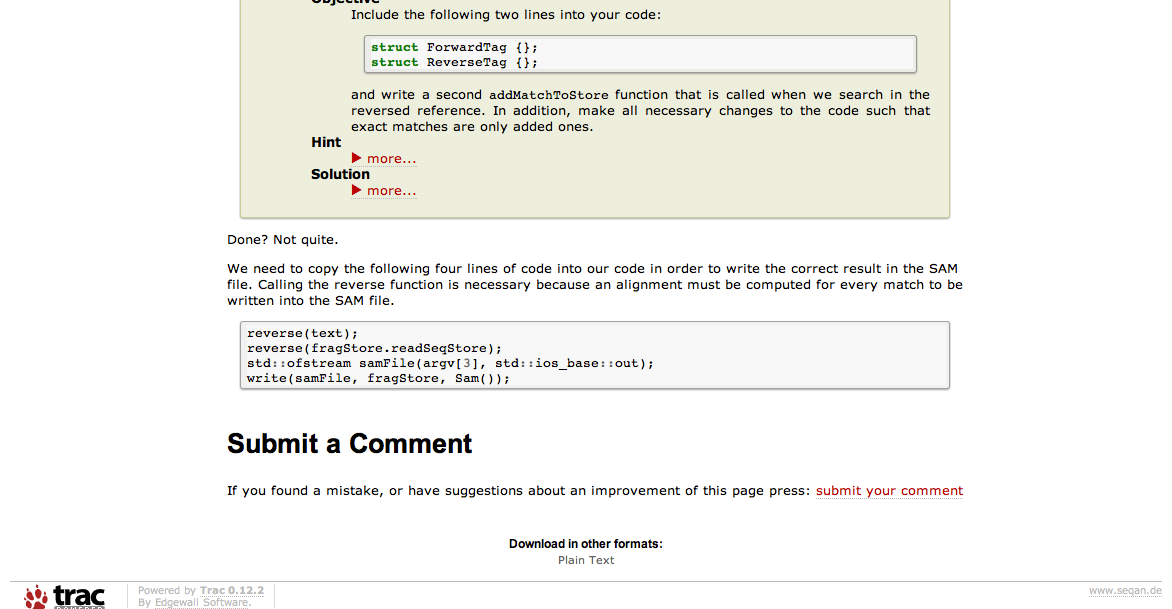 Objective
Include the following two lines into your code:
struct ForwardTag {};
struct ReverseTag {};
and write a second addMatchToStore function that is called when we search in the
reversed reference. In addition, make all necessary changes to the code such that
exact matches are only added ones.
Hint
▶ more...
Solution
▶ more...
Done? Not quite.
We need to copy the following four lines of code into our code in order to write the correct result in the SAM
file. Calling the reverse function is necessary because an alignment must be computed for every match to be
written into the SAM file.
reverse(text);
reverse(fragStore.readSeqStore);
std::ofstream samFile(argv[3], std::ios_base::out);
write(samFile, fragStore, Sam());
Submit a Comment
If you found a mistake, or have suggestions about an improvement of this page press: submit your comment
Download in other formats:
Plain Text
trac
Powered by Trac 0.12.2
By Edgewall Software.
www.seqan.de